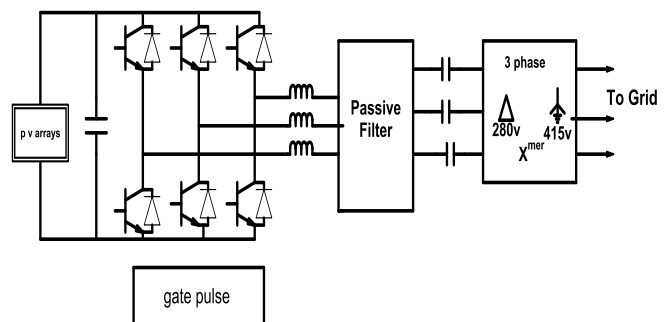 p v arrays
Passive
Filter
3 phase
280v
415v
Xmer
To Grid
gate pulse